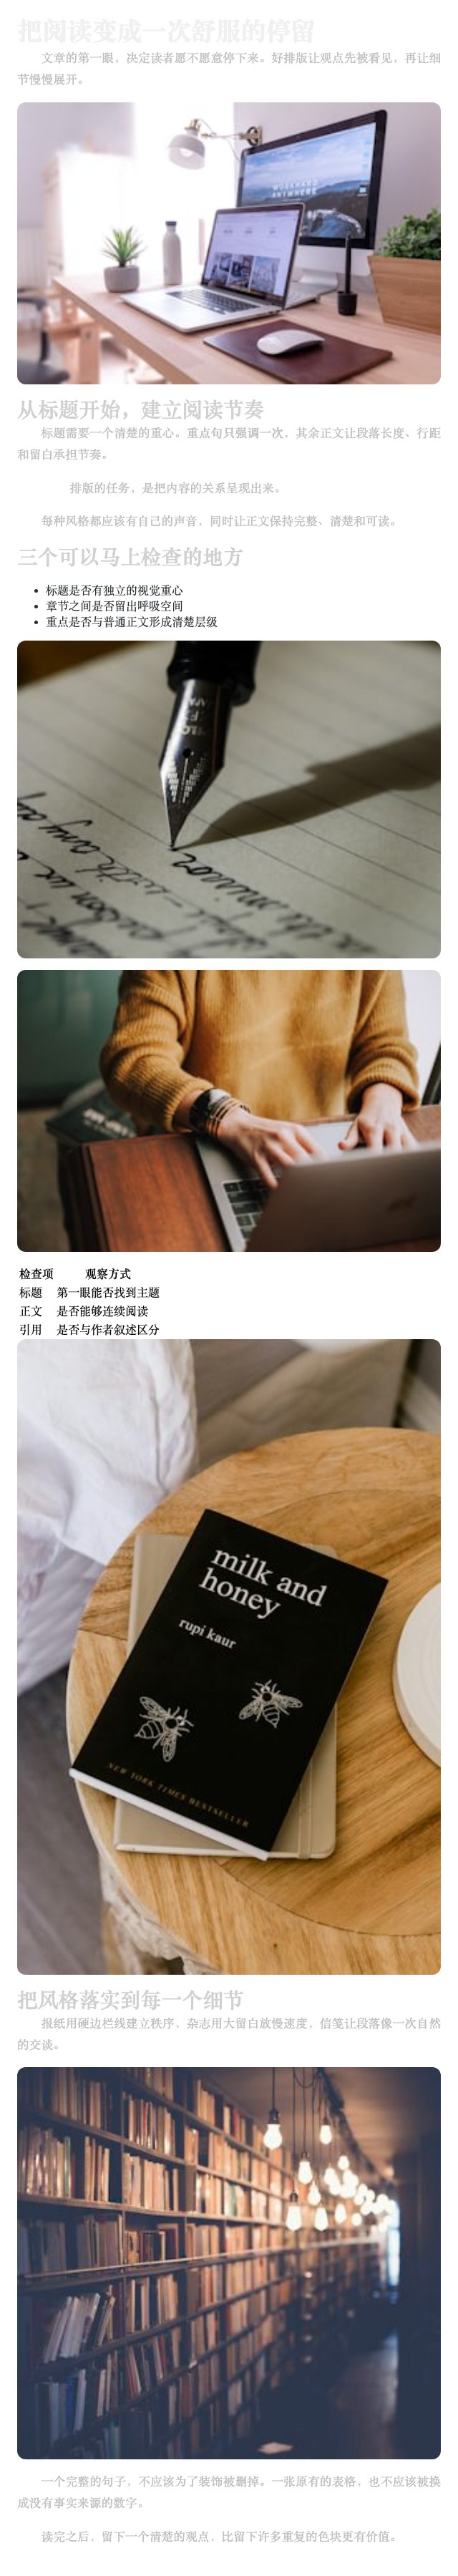 把阅读变成一次舒服的停留
文章的第一眼，决定读者愿不愿意停下来。好排版让观点先被看见，再让细
节慢慢展开。
WORK HARD
ANYWHERE
从标题开始，建立阅读节奏
标题需要一个清楚的重心。重点句只强调一次，其余正文让段落长度、行距
和留白承担节奏。
排版的任务，是把内容的关系呈现出来。
每种风格都应该有自己的声音，同时让正文保持完整、清楚和可读。
三个可以马上检查的地方
标题是否有独立的视觉重心
章节之间是否留出呼吸空间
重点是否与普通正文形成清楚层级
检查项 观察方式
标题 第一眼能否找到主题
正文 是否能够连续阅读
引用 是否与作者叙述区分
milk and
honey
rupi kaur
NEW YORK TIMES BESTSELLER
把风格落实到每一个细节
报纸用硬边栏线建立秩序，杂志用大留白放慢速度，信笺让段落像一次自然
的交谈。
一个完整的句子，不应该为了装饰被删掉。一张原有的表格，也不应该被换
成没有事实来源的数字。
读完之后，留下一个清楚的观点，比留下许多重复的色块更有价值。